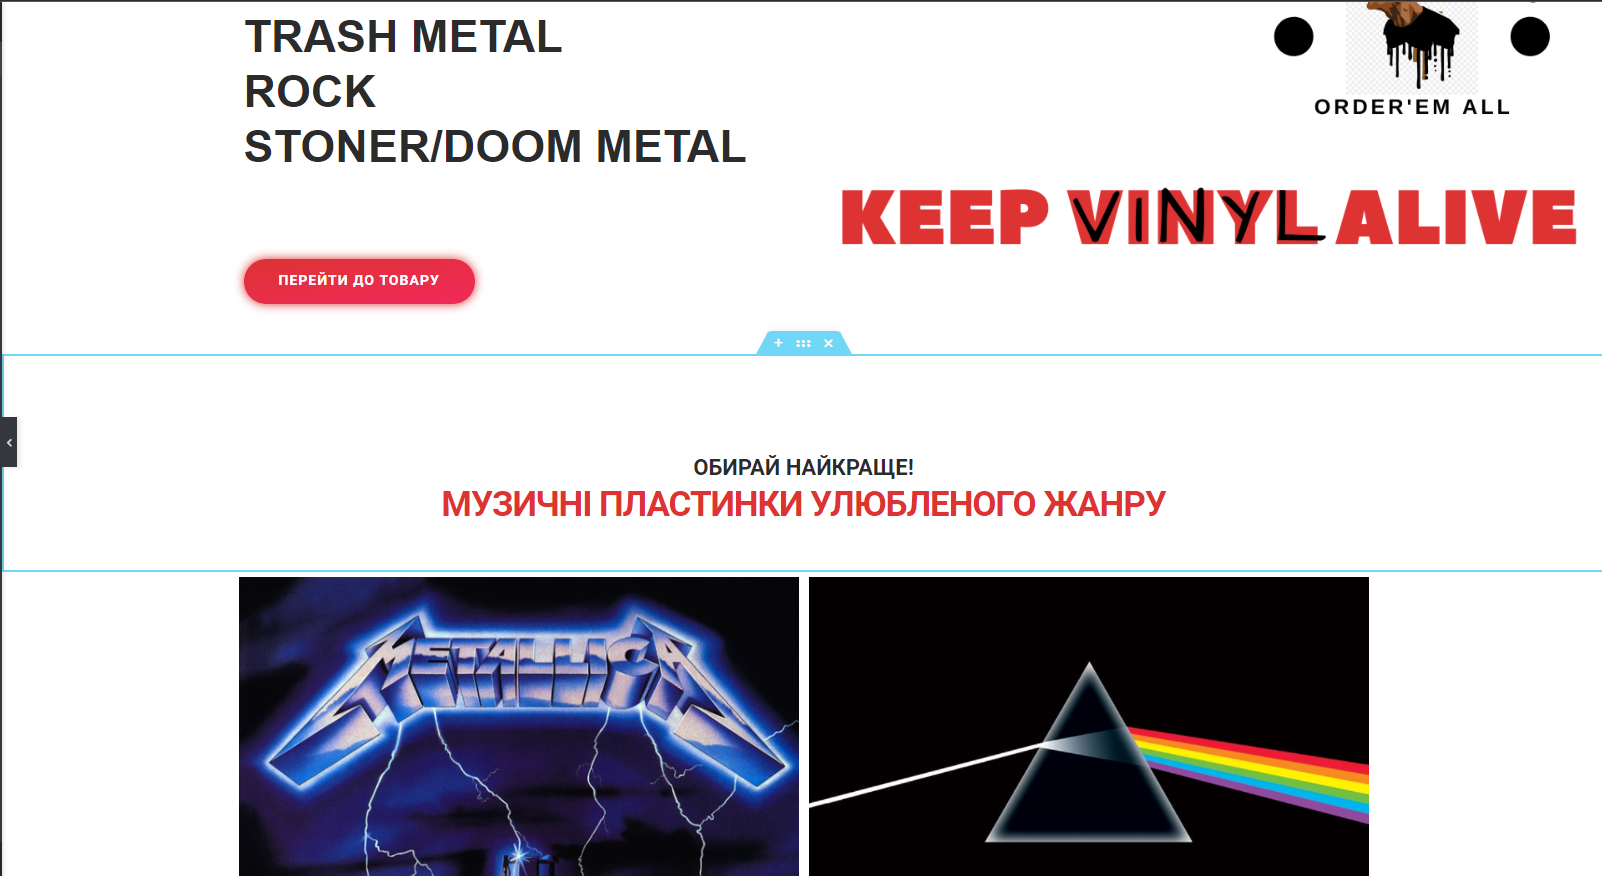 TRASH METAL
ROCK
STONER/DOOM METAL
ORDER'EM ALL
KEEP VINYL ALIVE
ПЕРЕЙТИ ДО ТОВАРУ
ОБИРАЙ НАЙКРАЩЕ!
МУЗИЧНІ ПЛАСТИНКИ УЛЮБЛЕНОГО ЖАНРУ
METALLICA